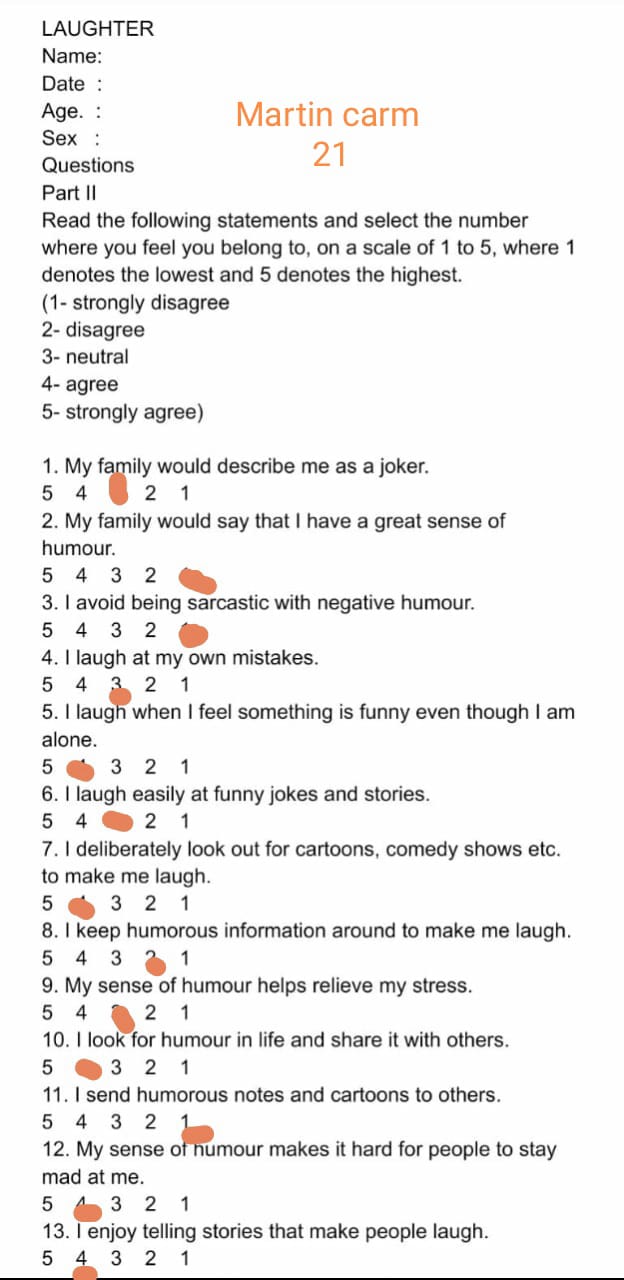 LAUGHTER
Name:
Date :
Age. :
Martin carm
Sex :
21
Questions
Part II
Read the following statements and select the number
where you feel you belong to, on a scale of 1 to 5, where 1
denotes the lowest and 5 denotes the highest.
(1- strongly disagree
2- disagree
3- neutral
4- agree
5- strongly agree)
1. My family would describe me as a joker.
5 4 2 1
2. My family would say that I have a great sense of
humour.
5 4 3 2
3. I avoid being sarcastic with negative humour.
5 4 3 2
4. I laugh at my own mistakes.
5 4 3 2 1
5. I laugh when I feel something is funny even though I am
alone.
5 3 2 1
6. I laugh easily at funny jokes and stories.
5 4 2 1
7. I deliberately look out for cartoons, comedy shows etc.
to make me laugh.
5 3 2 1
8. I keep humorous information around to make me laugh.
5 4 3 2 1
9. My sense of humour helps relieve my stress.
5 4 2 1
10. I look for humour in life and share it with others.
5 3 2 1
11. I send humorous notes and cartoons to others.
5 4 3 2 1
12. My sense of humour makes it hard for people to stay
mad at me.
5 4 3 2 1
13. I enjoy telling stories that make people laugh.
5 4 3 2 1